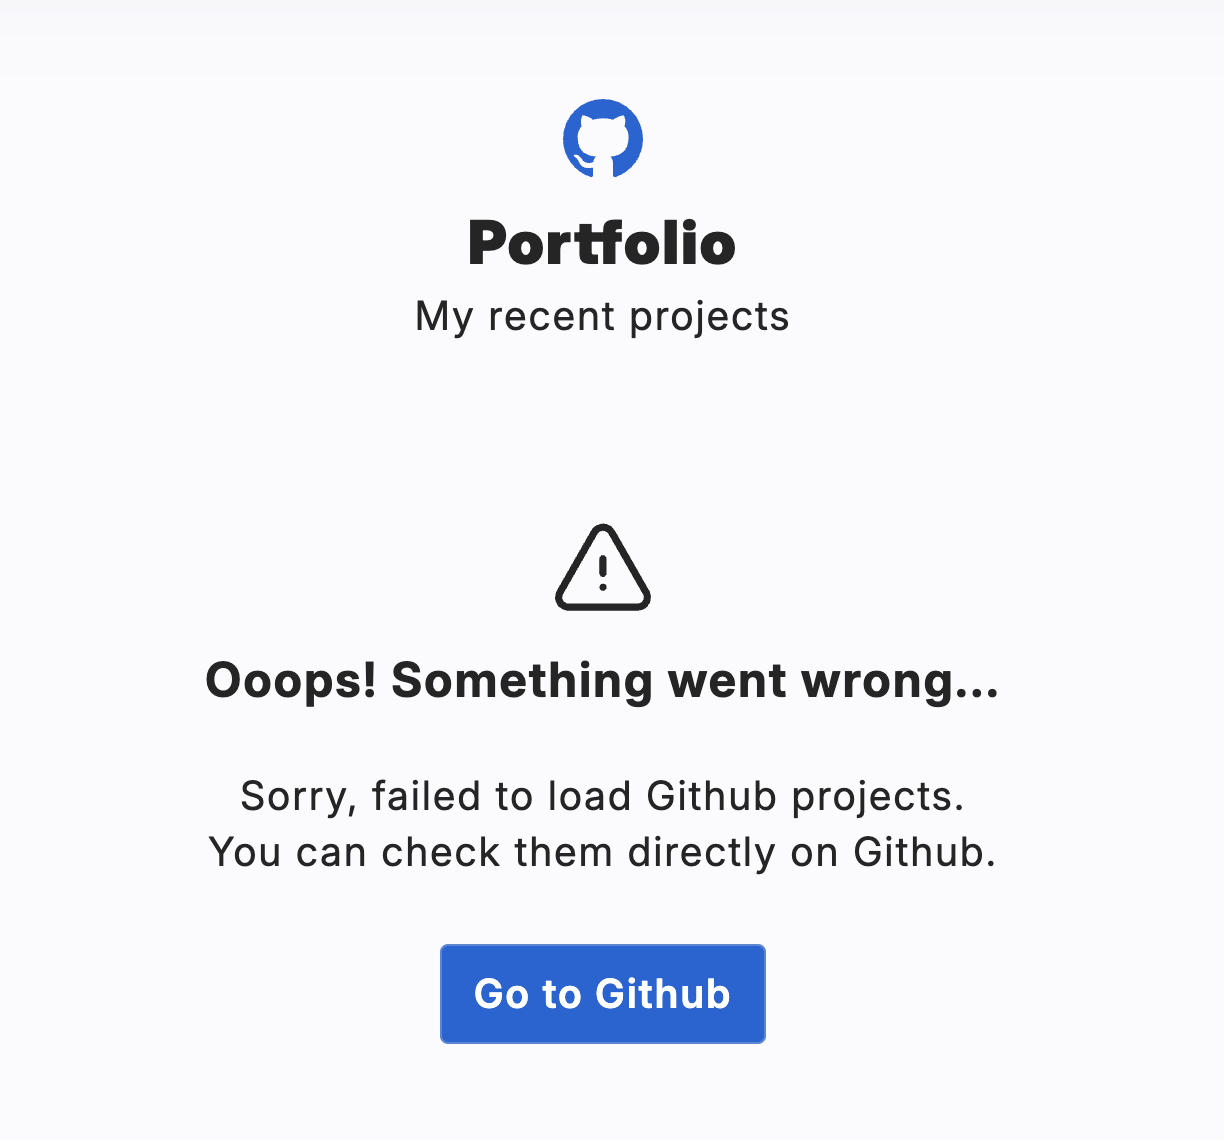 Portfolio
My recent projects
Ooops! Something went wrong...
Sorry, failed to load Github projects.
You can check them directly on Github.
Go to Github